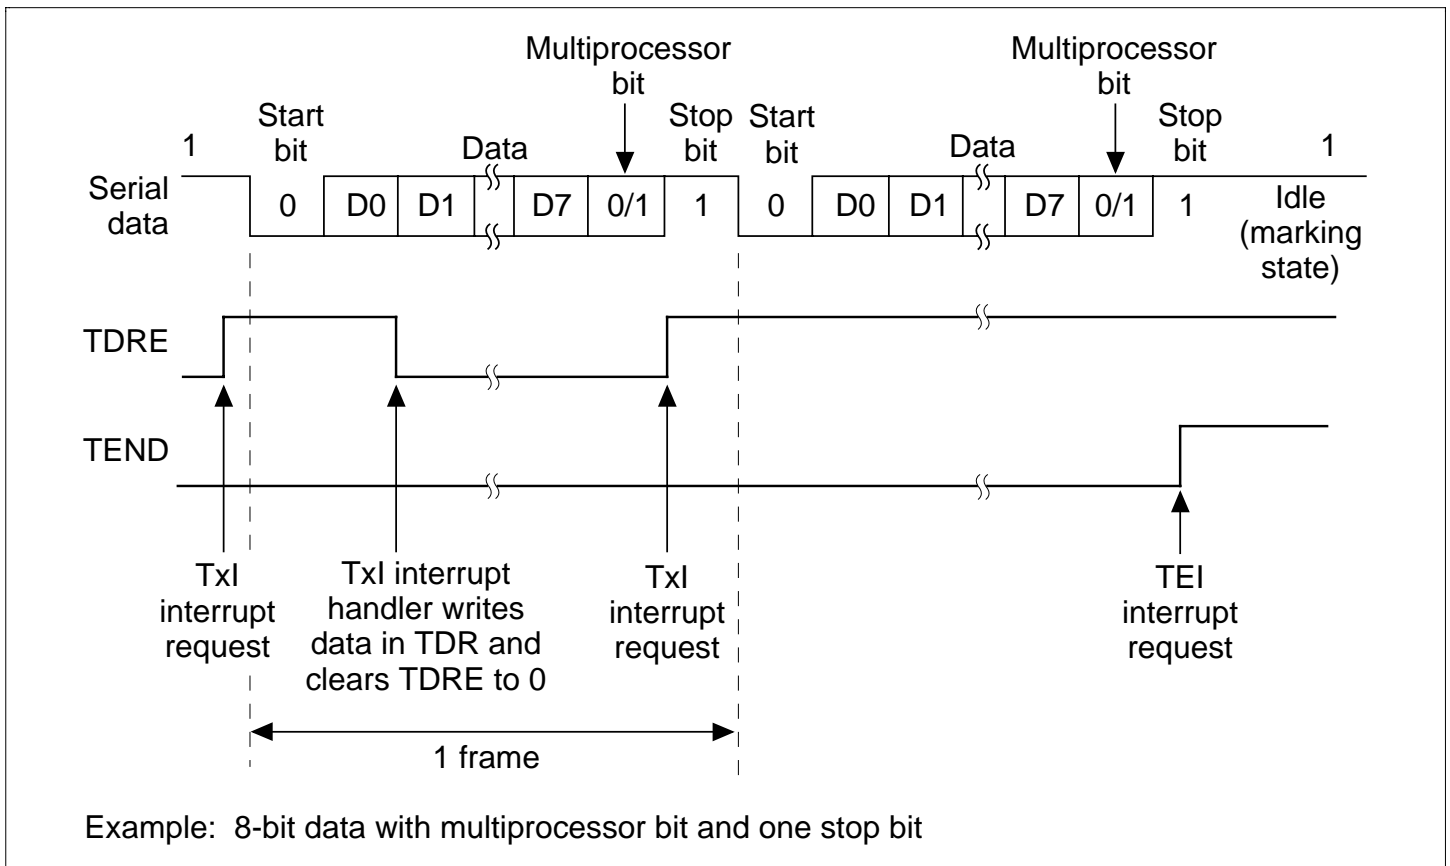 Multiprocessor
bit
Multiprocessor
bit
1
Start
bit
Data
Stop
bit
Start
bit
Data
Stop
bit
1
Serial
data
0 D0 D1 D7 0/1 1 0 D0 D1 D7 0/1 1
Idle
(marking
state)
TDRE
TEND
TxI
interrupt
request
TxI interrupt
handler writes
data in TDR and
clears TDRE to 0
TxI
interrupt
request
TEI
interrupt
request
1 frame
Example: 8-bit data with multiprocessor bit and one stop bit